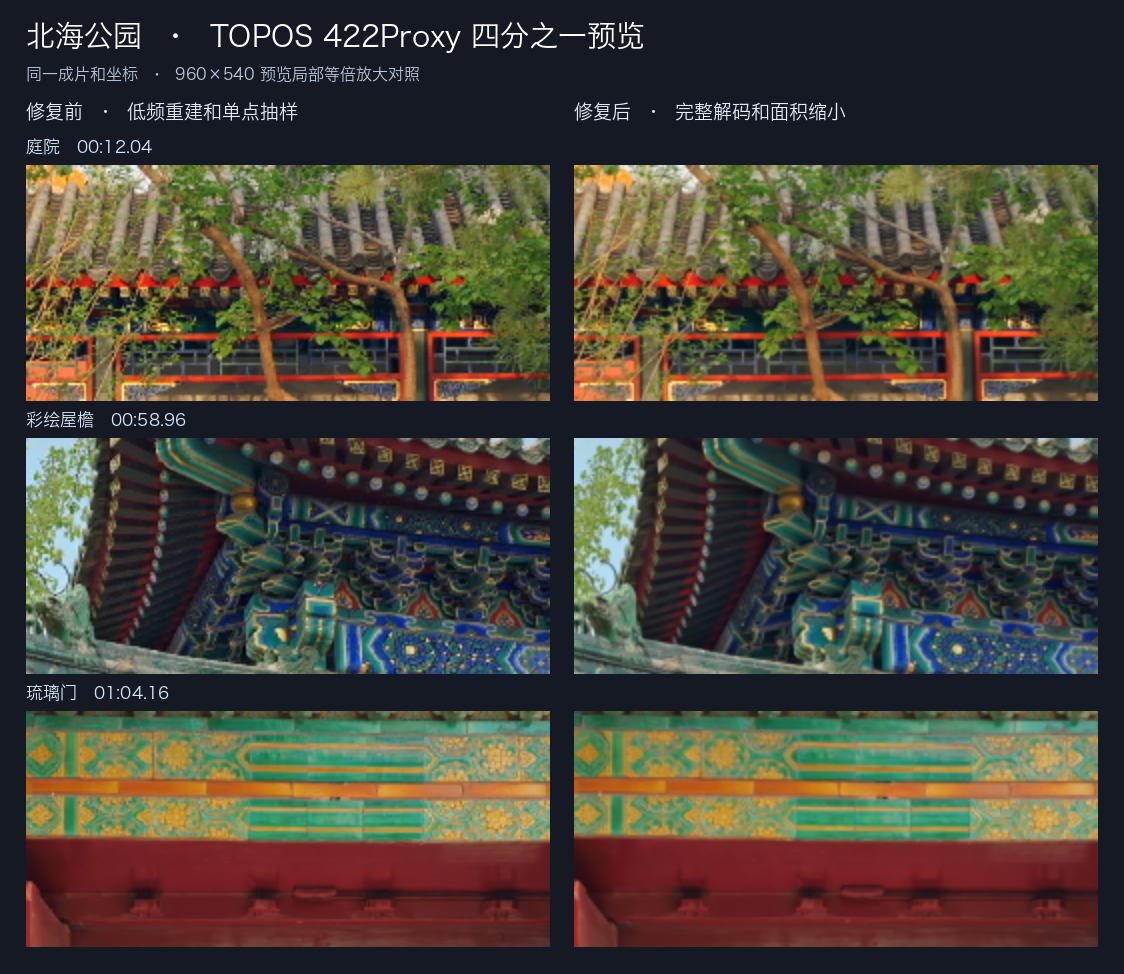 北海公园 · TOPOS 422Proxy 四分之一预览
同一成片和坐标 · 960×540 预览局部等倍放大对照
修复前 · 低频重建和单点抽样
修复后 · 完整解码和面积缩小
庭院 00:12.04
彩绘屋檐 00:58.96
琉璃门 01:04.16